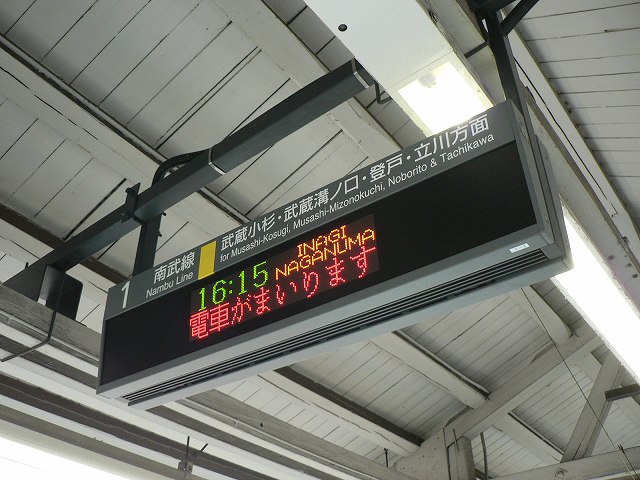 1 南武線 武蔵小杉・武蔵溝ノ口・登戸・立川方面
Nambu Line for Musashi-Kosugi, Musashi-Mizonokuchi, Noborito & Tachikawa
16:15 INAGI NAGANUMA
電車がまいります